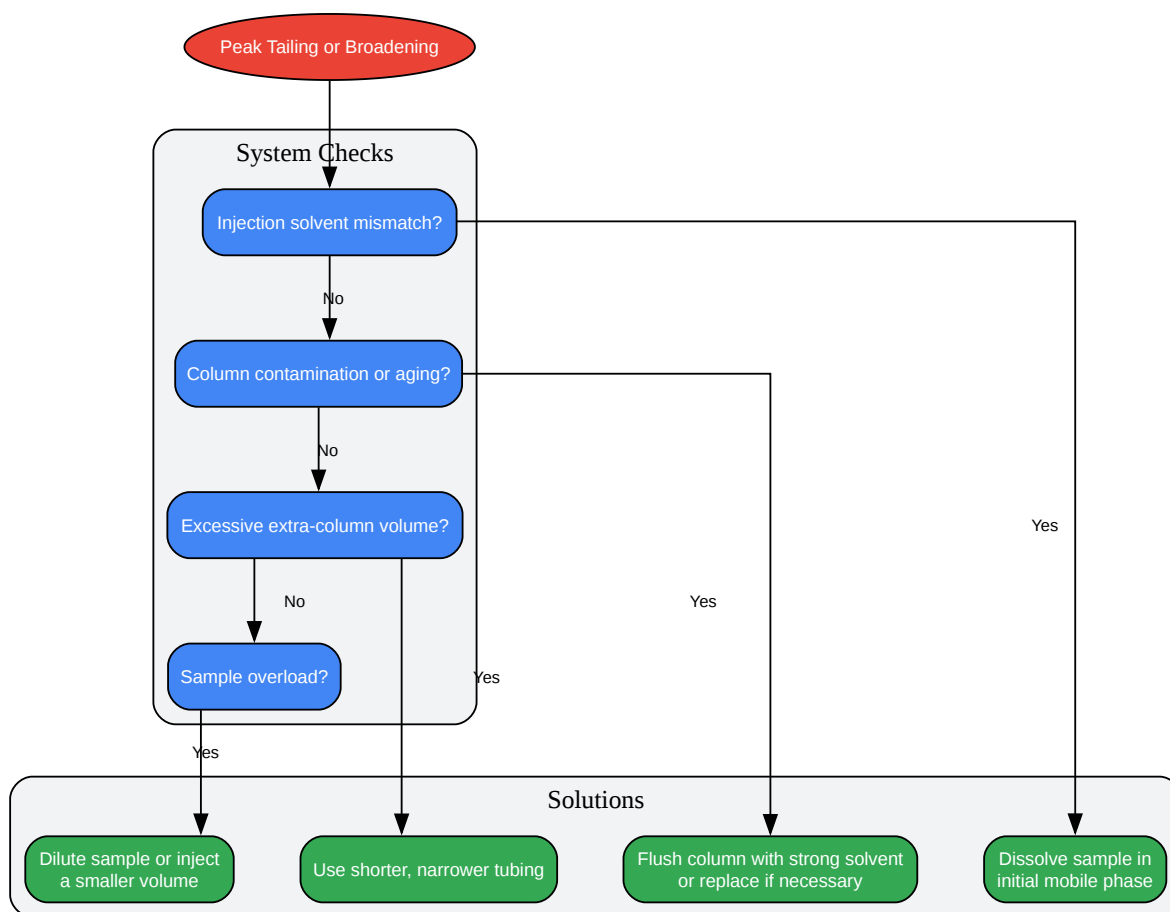 Peak Tailing or Broadening
System Checks
Injection solvent mismatch?
No
Column contamination or aging?
No
Excessive extra-column volume?
Yes
No
Yes
Sample overload?
Yes
Yes
Solutions
Dilute sample or inject
a smaller volume
Use shorter, narrower tubing
Flush column with strong solvent
or replace if necessary
Dissolve sample in
initial mobile phase